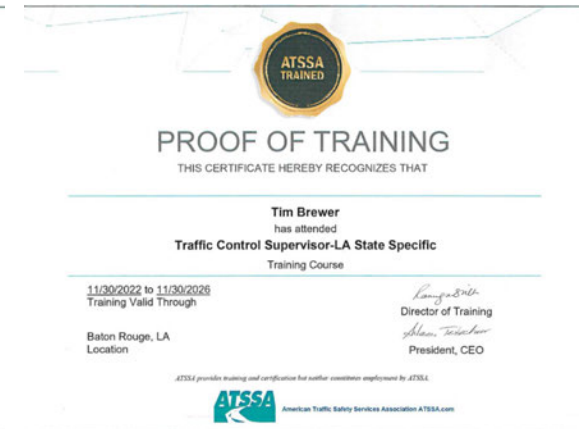 ATSSA
TRAINED
PROOF OF TRAINING
THIS CERTIFICATE HEREBY RECOGNIZES THAT
Tim Brewer
has attended
Traffic Control Supervisor-LA State Specific
Training Course
11/30/2022 to 11/30/2026
Training Valid Through
Director of Training
Baton Rouge, LA
Location
President, CEO
ATSSA provides training and certification but neither constitutes employment by ATSSA.
ATSSA
American Traffic Safety Services Association ATSSA.com